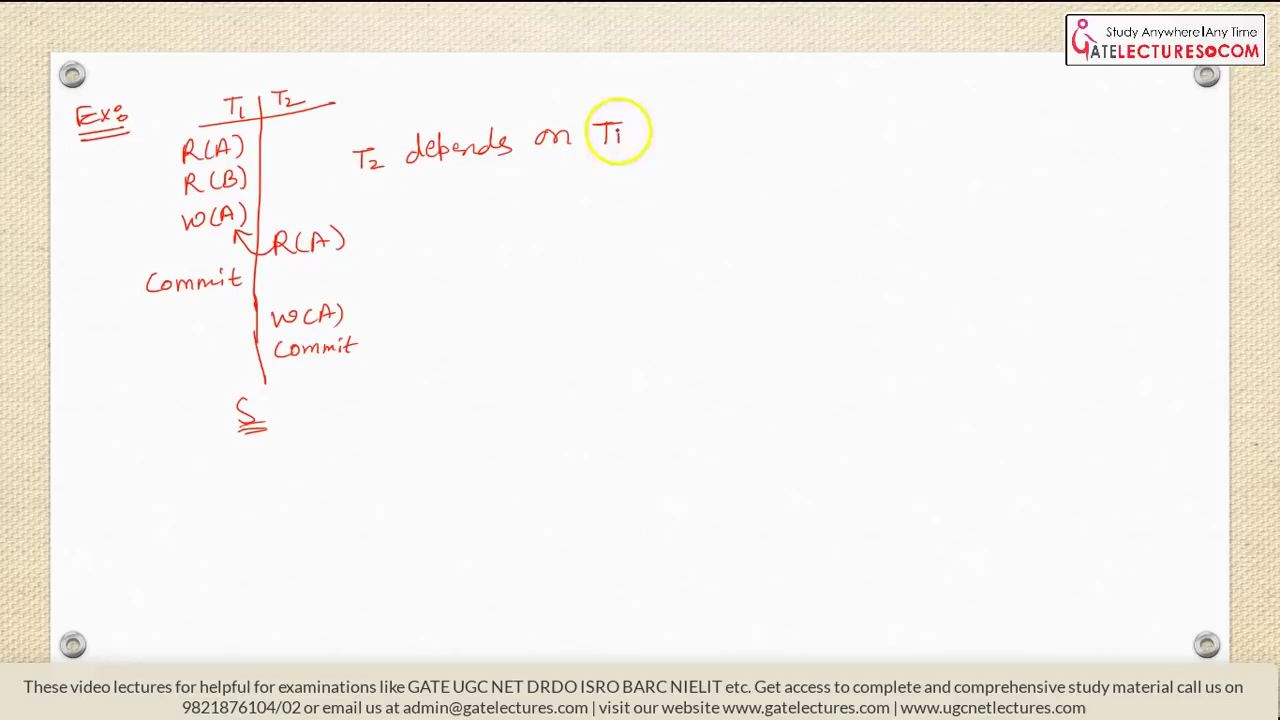 Study Anywhere|Any Time
GATELECTURES.COM
Ex:
T1 T2
R(A)
R(B)
W(A)
R(A)
Commit
W(A)
Commit
S
T2 depends on Ti
These video lectures for helpful for examinations like GATE UGC NET DRDO ISRO BARC NIELIT etc. Get access to complete and comprehensive study material call us on
9821876104/02 or email us at admin@gatelectures.com | visit our website www.gatelectures.com | www.ugcnetlectures.com